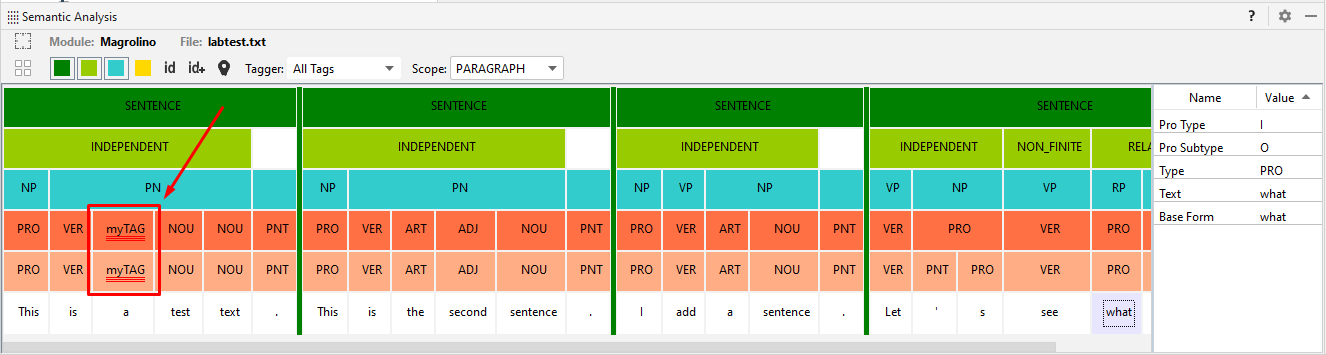 Semantic Analysis ?
Module: Magrolino File: labtest.txt
id id+ Tagger: All Tags Scope: PARAGRAPH
SENTENCE SENTENCE SENTENCE SENTENCE
INDEPENDENT INDEPENDENT INDEPENDENT INDEPENDENT NON_FINITE RELA
NP PN NP PN NP VP NP VP NP VP RP
PRO VER myTAG NOU NOU PNT PRO VER ART ADJ NOU PNT PRO VER ART NOU PNT VER PRO VER PRO
PRO VER myTAG NOU NOU PNT PRO VER ART ADJ NOU PNT PRO VER ART NOU PNT VER PNT PRO VER PRO
This is a test text . This is the second sentence . I add a sentence . Let ' s see what
Name Value
Pro Type I
Pro Subtype O
Type PRO
Text what
Base Form what